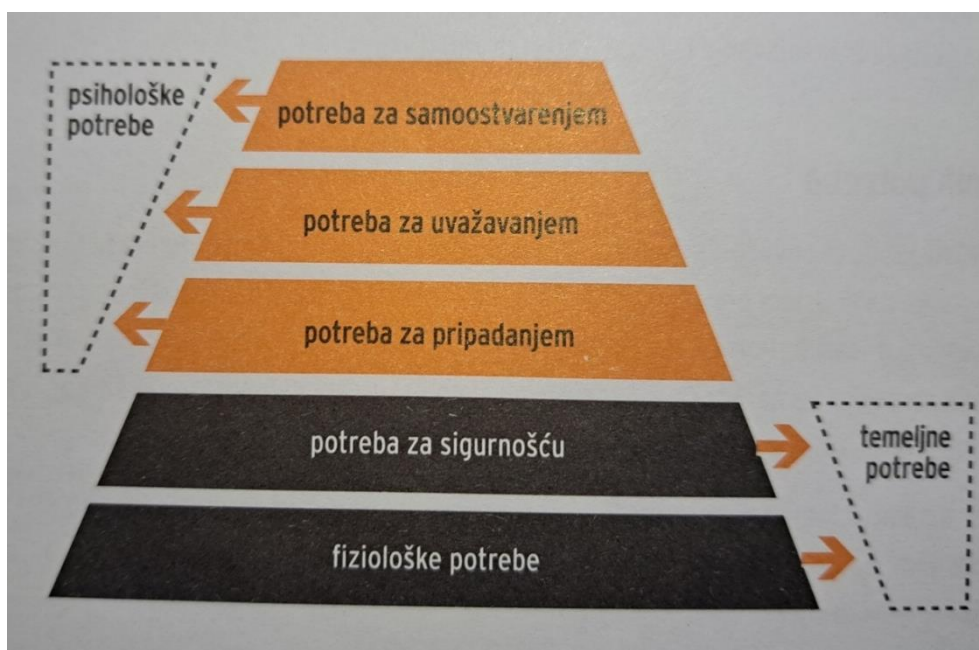 psihološke
potrebe
potreba za samoostvarenjem
potreba za uvažavanjem
potreba za pripadanjem
potreba za sigurnošću
temeljne
potrebe
fiziološke potrebe